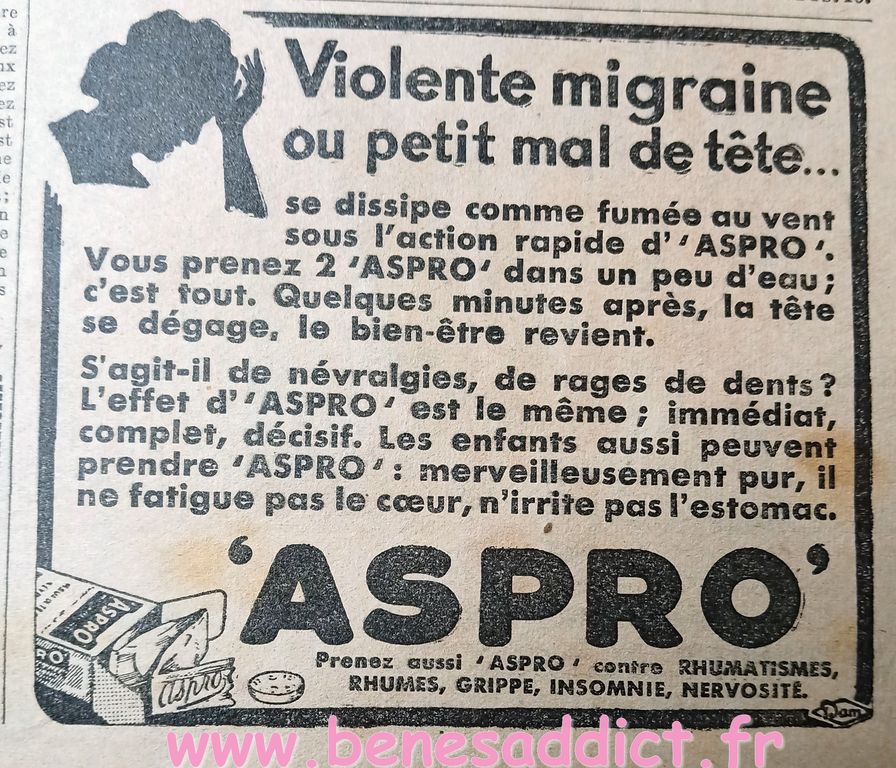 Violente migraine
ou petit mal de tête...
se dissipe comme fumée au vent
sous l'action rapide d' 'ASPRO'.
Vous prenez 2 'ASPRO' dans un peu d'eau ;
c'est tout. Quelques minutes après, la tête
se dégage, le bien-être revient.
S'agit-il de névralgies, de rages de dents ?
L'effet d' 'ASPRO' est le même ; immédiat,
complet, décisif. Les enfants aussi peuvent
prendre 'ASPRO' : merveilleusement pur, il
ne fatigue pas le cœur, n'irrite pas l'estomac.
'ASPRO'
ASPRO
ASPRO
Prenez aussi 'ASPRO' contre RHUMATISMES,
RHUMES, GRIPPE, INSOMNIE, NERVOSITÉ.
Dam
www.benesaddict.fr